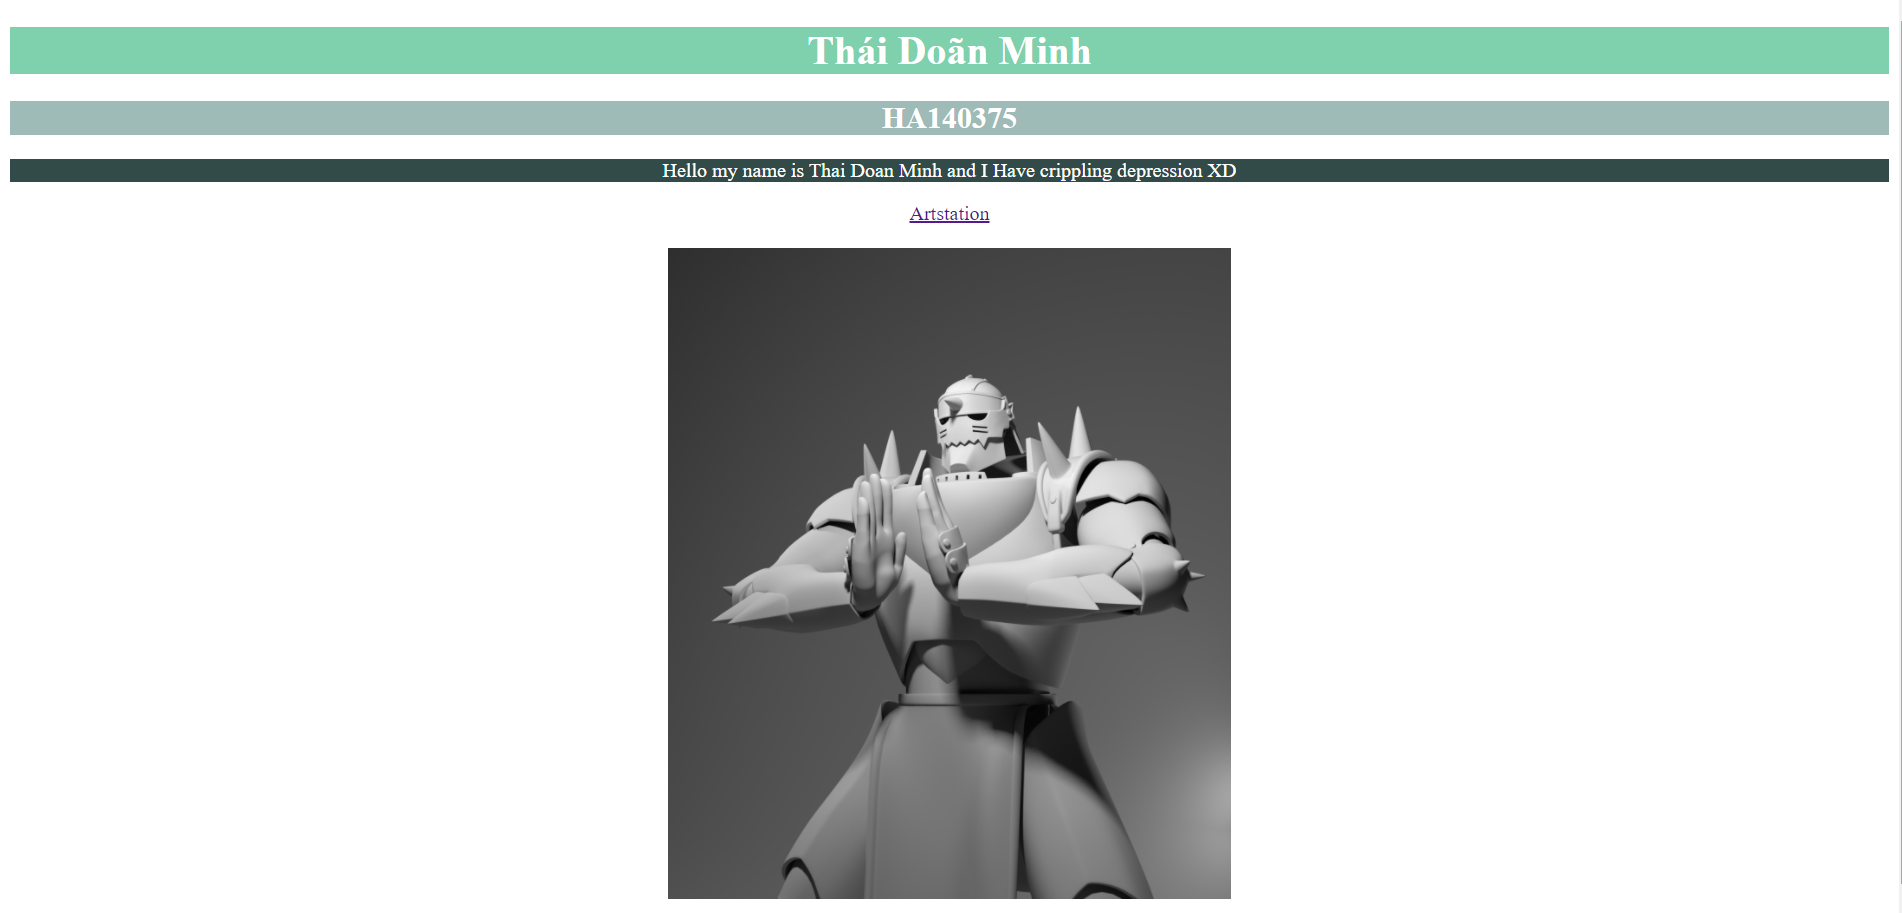 Thái Doãn Minh
HA140375
Hello my name is Thai Doan Minh and I Have crippling depression XD
Artstation